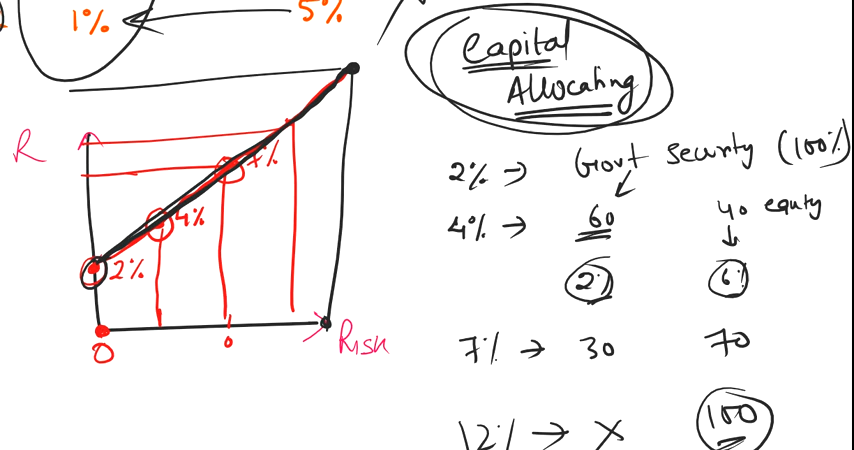 1% ← 5%
Capital
Allocating
R
7%
4%
2%
0
0
Risk
2% → Govt Security (100%)
4% → 60 40 equty
2% 6%
7% → 30 70
12% → X 100